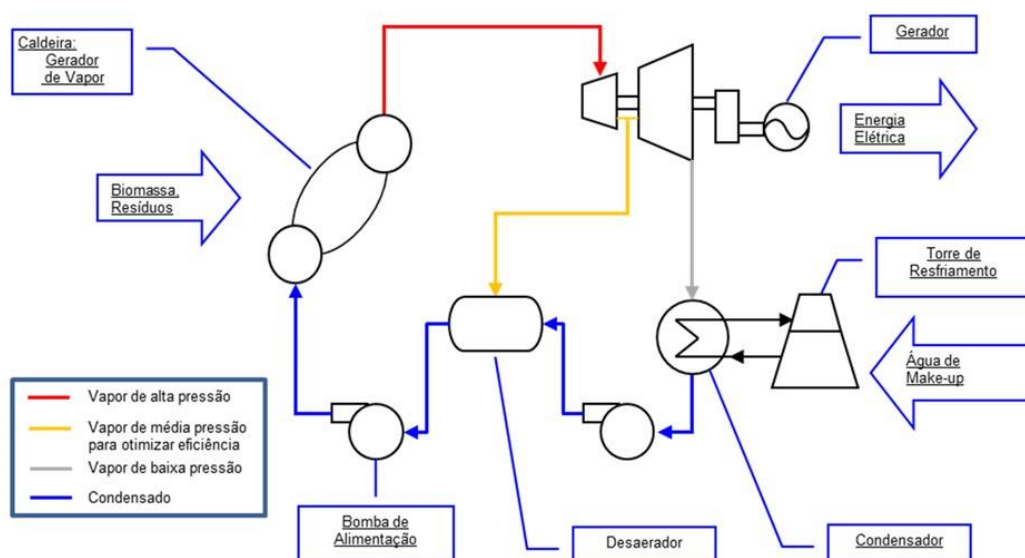 Caldeira:
Gerador
de Vapor
Gerador
Energia
Elétrica
Biomassa,
Resíduos
Torre de
Resfriamento
Água de
Make-up
Vapor de alta pressão
Vapor de média pressão
para otimizar eficiência
Vapor de baixa pressão
Condensado
Bomba de
Alimentação
Desaerador
Condensador